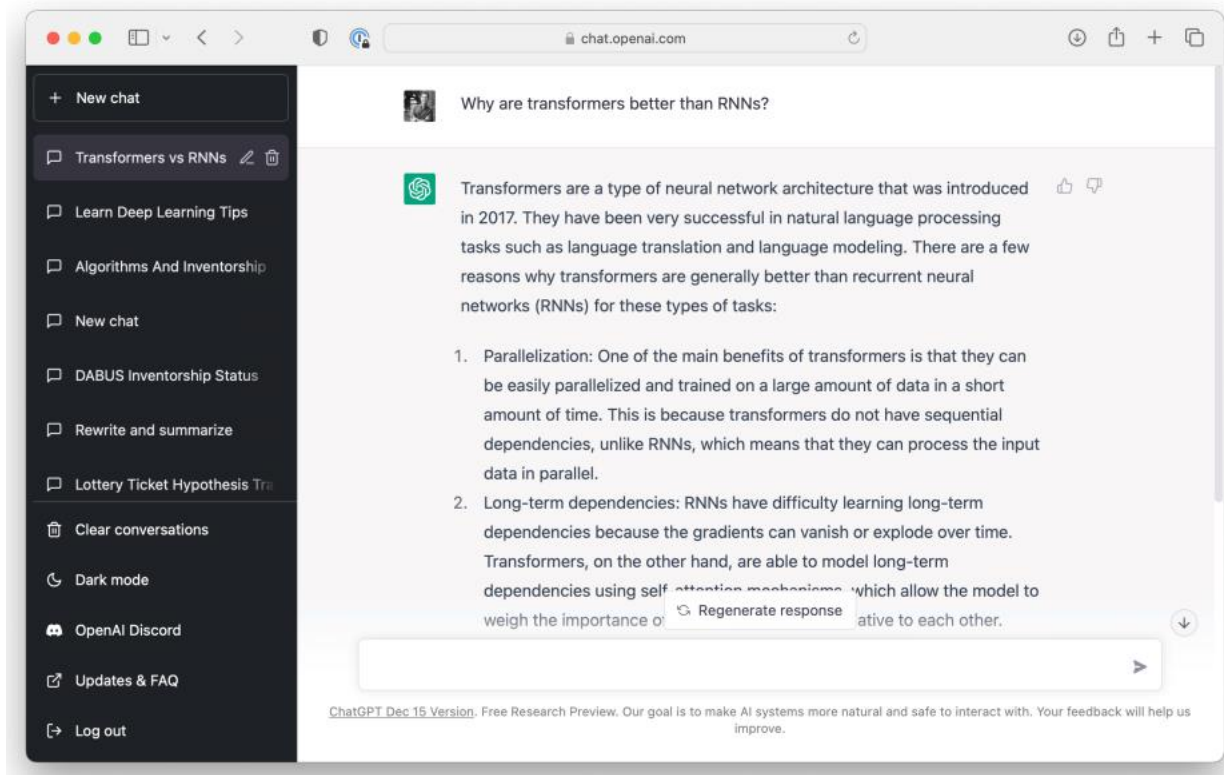 chat.openai.com
New chat
Transformers vs RNNs
Learn Deep Learning Tips
Algorithms And Inventorship
New chat
DABUS Inventorship Status
Rewrite and summarize
Lottery Ticket Hypothesis Tra
Clear conversations
Dark mode
OpenAI Discord
Updates & FAQ
Log out
Why are transformers better than RNNs?
Transformers are a type of neural network architecture that was introduced
in 2017. They have been very successful in natural language processing
tasks such as language translation and language modeling. There are a few
reasons why transformers are generally better than recurrent neural
networks (RNNs) for these types of tasks:
1. Parallelization: One of the main benefits of transformers is that they can
be easily parallelized and trained on a large amount of data in a short
amount of time. This is because transformers do not have sequential
dependencies, unlike RNNs, which means that they can process the input
data in parallel.
2. Long-term dependencies: RNNs have difficulty learning long-term
dependencies because the gradients can vanish or explode over time.
Transformers, on the other hand, are able to model long-term
dependencies using self-attention mechanisms, which allow the model to
weigh the importance of ative to each other.
Regenerate response
ChatGPT Dec 15 Version. Free Research Preview. Our goal is to make AI systems more natural and safe to interact with. Your feedback will help us
improve.